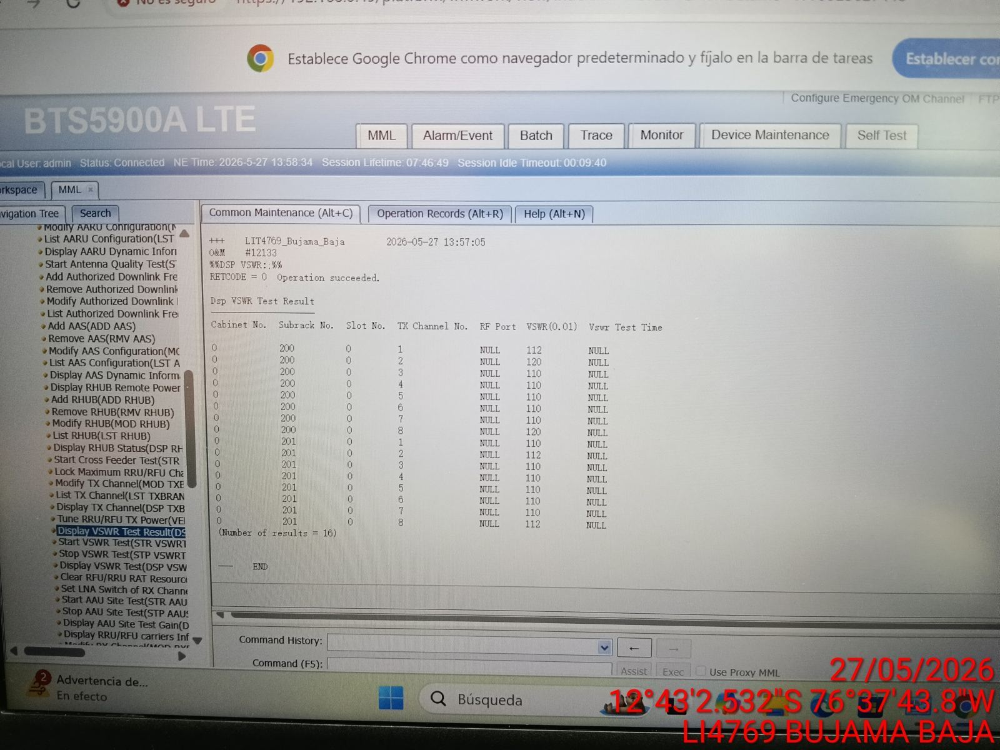 No es seguro
Establece Google Chrome como navegador predeterminado y fíjalo en la barra de tareas
Establecer con
Configure Emergency OM Channel
FTP
BTS5900A LTE
MML
Alarm/Event
Batch
Trace
Monitor
Device Maintenance
Self Test
cal User: admin Status: Connected NE Time: 2026-5-27 13:58:34 Session Lifetime: 07:46:49 Session Idle Timeout: 00:09:40
orkspace
MML ×
vigation Tree
Search
Common Maintenance (Alt+C)
Operation Records (Alt+R)
Help (Alt+N)
Modify AARU Configuration(M
List AARU Configuration(LST
Display AARU Dynamic Infor
Start Antenna Quality Test(S
Add Authorized Downlink Fre
Remove Authorized Downlink
Modify Authorized Downlink
List Authorized Downlink Fre
Add AAS(ADD AAS)
Remove AAS(RMV AAS)
Modify AAS Configuration(MO
List AAS Configuration(LST A
Display AAS Dynamic Inform
Display RHUB Remote Power
Add RHUB(ADD RHUB)
Remove RHUB(RMV RHUB)
Modify RHUB(MOD RHUB)
List RHUB(LST RHUB)
Display RHUB Status(DSP RH
Start Cross Feeder Test(STR
Lock Maximum RRU/RFU Cha
Modify TX Channel(MOD TXB
List TX Channel(LST TXBRAN
Display TX Channel(DSP TXB
Tune RRU/RFU TX Power(VE
Display VSWR Test Result(DS
Start VSWR Test(STR VSWRT
Stop VSWR Test(STP VSWRT
Display VSWR Test(DSP VSW
Clear RFU/RRU RAT Resourc
Set LNA Switch of RX Chann
Start AAU Site Test(STR AAU
Stop AAU Site Test(STP AAUS
Display AAU Site Test Gain(D
Display RRU/RFU carriers Inf
+++ LIT4769_Bujama_Baja 2026-05-27 13:57:05
O&M #12133
%%DSP VSWR:;%%
RETCODE = 0 Operation succeeded.
Dsp VSWR Test Result
Cabinet No. Subrack No. Slot No. TX Channel No. RF Port VSWR(0.01) Vswr Test Time
0 200 0 1 NULL 112 NULL
0 200 0 2 NULL 120 NULL
0 200 0 3 NULL 110 NULL
0 200 0 4 NULL 110 NULL
0 200 0 5 NULL 110 NULL
0 200 0 6 NULL 110 NULL
0 200 0 7 NULL 110 NULL
0 200 0 8 NULL 120 NULL
0 201 0 1 NULL 110 NULL
0 201 0 2 NULL 112 NULL
0 201 0 3 NULL 110 NULL
0 201 0 4 NULL 110 NULL
0 201 0 5 NULL 110 NULL
0 201 0 6 NULL 110 NULL
0 201 0 7 NULL 110 NULL
0 201 0 8 NULL 112 NULL
(Number of results = 16)
--- END
Command History:
Command (F5):
Assist
Exec
Use Proxy MML
2
Advertencia de...
En efecto
Búsqueda
27/05/2026
12°43'2.532"S 76°37'43.8"W
LI4769 BUJAMA BAJA